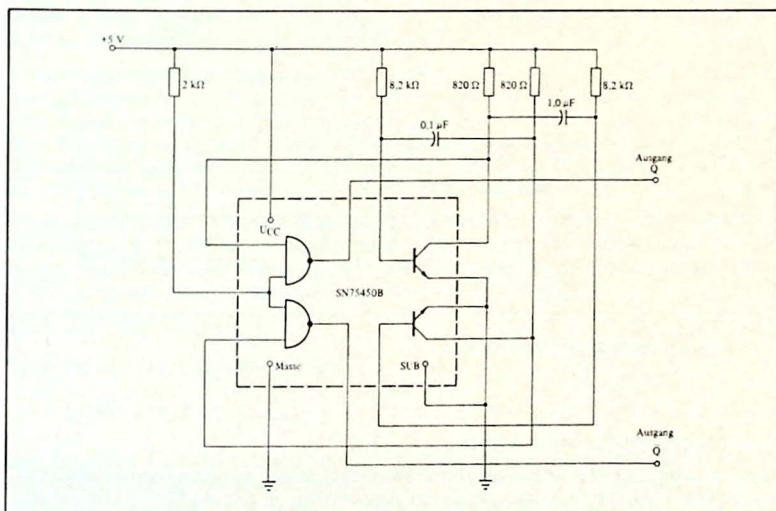 +5 V
2 kΩ
8,2 kΩ
820 Ω
820 Ω
8,2 kΩ
0,1 µF
1,0 µF
Ausgang
Q
UCC
SN75450B
Masse
SUB
Ausgang
Q̄